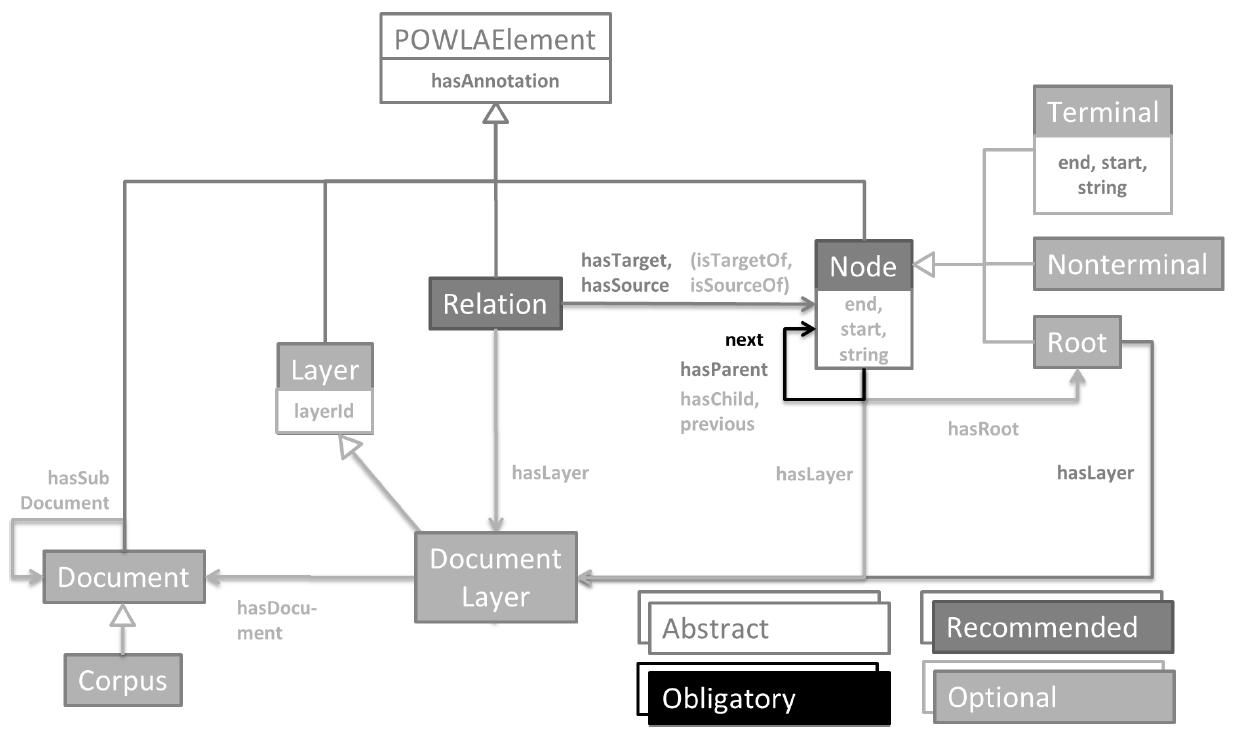 POWLAElement
hasAnnotation
Terminal
end, start,
string
Node
end,
start,
string
Nonterminal
hasTarget, (isTargetOf,
hasSource isSourceOf)
Relation
Root
next
hasParent
hasChild,
previous
Layer
layerId
hasRoot
hasSub
Document
hasLayer
hasLayer
hasLayer
Document
Document
Layer
hasDocu-
ment
Corpus
Abstract
Recommended
Obligatory
Optional